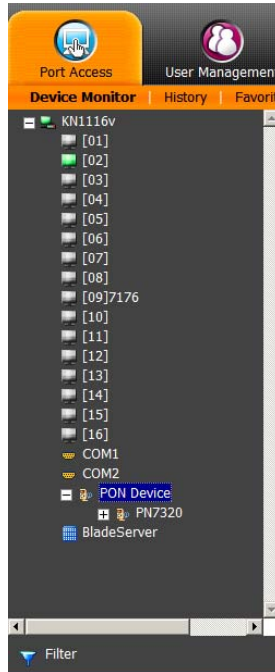 Port Access
User Managemen
Device Monitor | History | Favorit
KN1116v
[01]
[02]
[03]
[04]
[05]
[06]
[07]
[08]
[09]7176
[10]
[11]
[12]
[13]
[14]
[15]
[16]
COM1
COM2
PON Device
PN7320
BladeServer
Filter